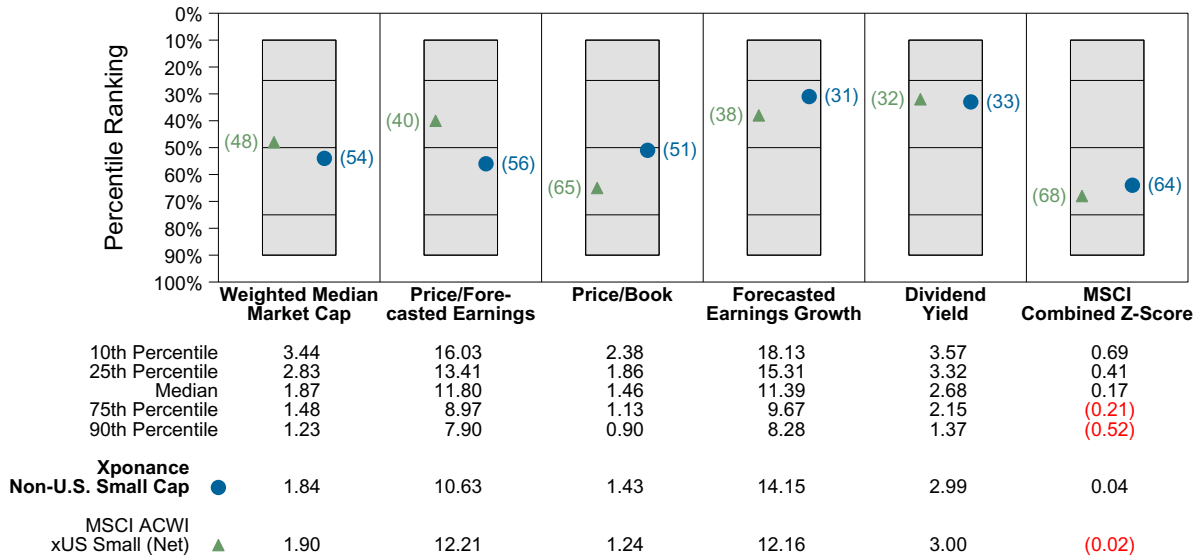 Percentile Ranking
0%
10%
20%
30%
40%
50%
60%
70%
80%
90%
100%
(48) (54)
(40) (56)
(65) (51)
(38) (31)
(32) (33)
(68) (64)
Weighted Median Market Cap
Price/Fore-casted Earnings
Price/Book
Forecasted Earnings Growth
Dividend Yield
MSCI Combined Z-Score
10th Percentile 3.44 16.03 2.38 18.13 3.57 0.69
25th Percentile 2.83 13.41 1.86 15.31 3.32 0.41
Median 1.87 11.80 1.46 11.39 2.68 0.17
75th Percentile 1.48 8.97 1.13 9.67 2.15 (0.21)
90th Percentile 1.23 7.90 0.90 8.28 1.37 (0.52)
Xponance
Non-U.S. Small Cap 1.84 10.63 1.43 14.15 2.99 0.04
MSCI ACWI
xUS Small (Net) 1.90 12.21 1.24 12.16 3.00 (0.02)